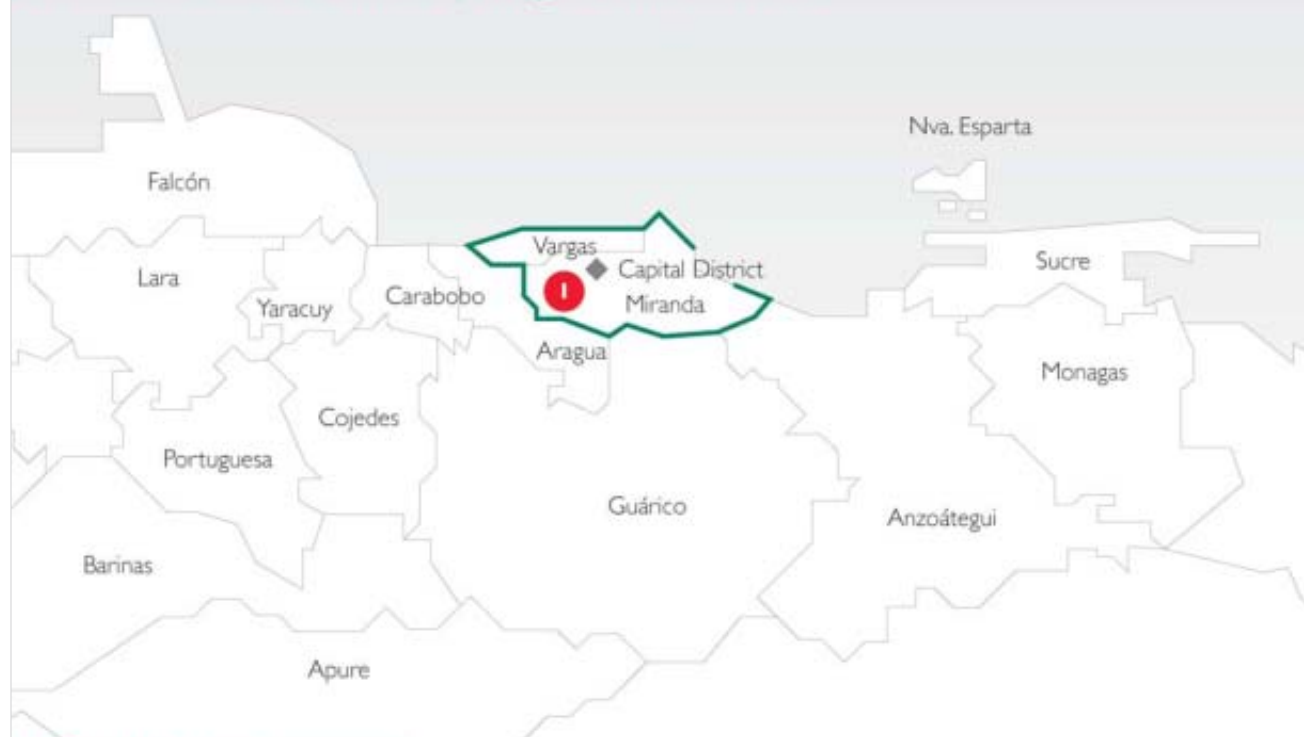 Nva. Esparta
Falcón
Vargas
Sucre
Lara
Capital District
I
Carabobo
Miranda
Yaracuy
Aragua
Monagas
Cojedes
Portuguesa
Guárico
Anzoátegui
Barinas
Apure